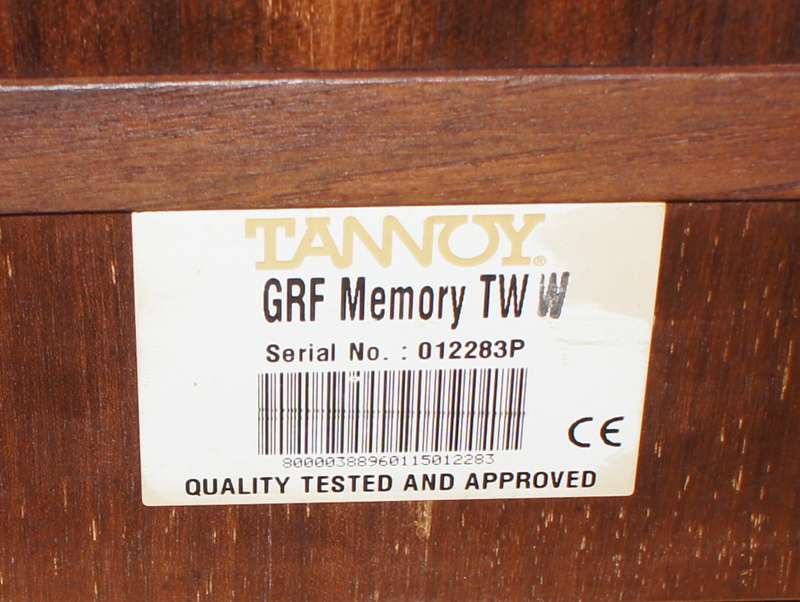 TANNOY®
GRF Memory TW W
Serial No. : 012283P
80000388960115012283
QUALITY TESTED AND APPROVED
CE